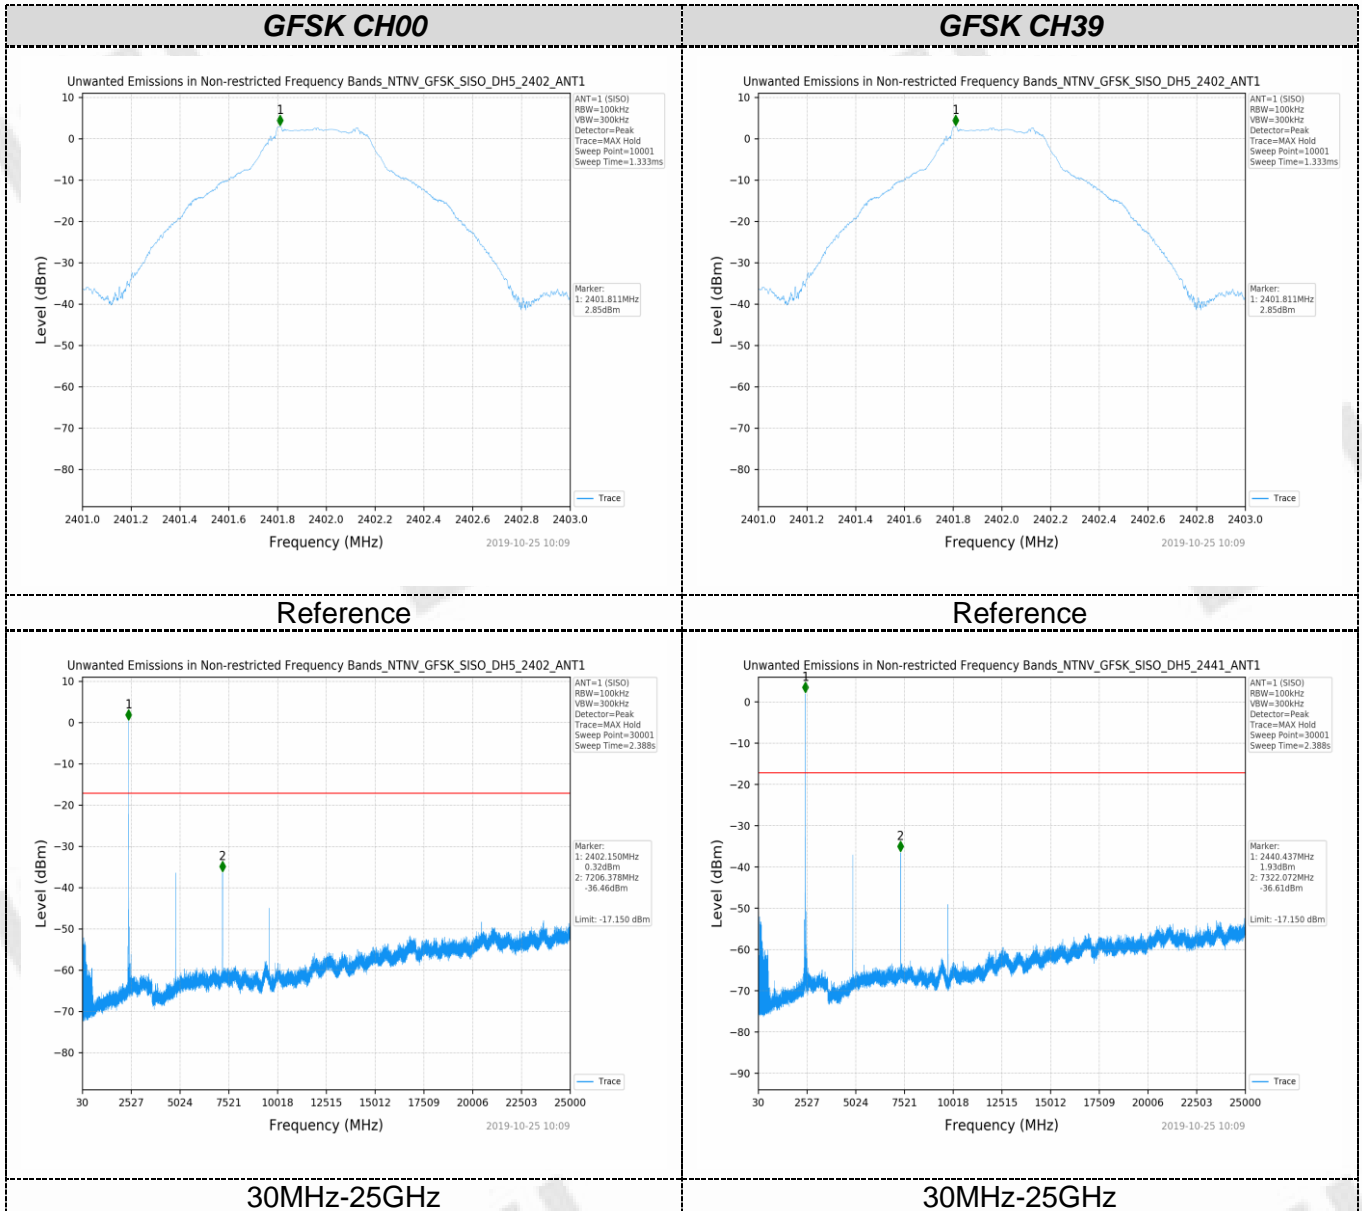 GFSK CH00
GFSK CH39
Unwanted Emissions in Non-restricted Frequency Bands_NTNV_GFSK_SISO_DH5_2402_ANT1
10
0
−10
−20
−30
−40
−50
−60
−70
−80
Level (dBm)
1
ANT=1 (SISO)
RBW=100kHz
VBW=300kHz
Detector=Peak
Trace=MAX Hold
Sweep Point=10001
Sweep Time=1.333ms
Marker:
1: 2401.811MHz
2.85dBm
Trace
2401.0 2401.2 2401.4 2401.6 2401.8 2402.0 2402.2 2402.4 2402.6 2402.8 2403.0
Frequency (MHz)
2019-10-25 10:09
Unwanted Emissions in Non-restricted Frequency Bands_NTNV_GFSK_SISO_DH5_2402_ANT1
10
0
−10
−20
−30
−40
−50
−60
−70
−80
Level (dBm)
1
ANT=1 (SISO)
RBW=100kHz
VBW=300kHz
Detector=Peak
Trace=MAX Hold
Sweep Point=10001
Sweep Time=1.333ms
Marker:
1: 2401.811MHz
2.85dBm
Trace
2401.0 2401.2 2401.4 2401.6 2401.8 2402.0 2402.2 2402.4 2402.6 2402.8 2403.0
Frequency (MHz)
2019-10-25 10:09
Reference
Reference
Unwanted Emissions in Non-restricted Frequency Bands_NTNV_GFSK_SISO_DH5_2402_ANT1
10
0
−10
−20
−30
−40
−50
−60
−70
−80
Level (dBm)
1
2
ANT=1 (SISO)
RBW=100kHz
VBW=300kHz
Detector=Peak
Trace=MAX Hold
Sweep Point=30001
Sweep Time=2.388s
Marker:
1: 2402.150MHz
0.32dBm
2: 7206.378MHz
-36.46dBm
Limit: -17.150 dBm
Trace
30 2527 5024 7521 10018 12515 15012 17509 20006 22503 25000
Frequency (MHz)
2019-10-25 10:09
Unwanted Emissions in Non-restricted Frequency Bands_NTNV_GFSK_SISO_DH5_2441_ANT1
0
−10
−20
−30
−40
−50
−60
−70
−80
−90
Level (dBm)
1
2
ANT=1 (SISO)
RBW=100kHz
VBW=300kHz
Detector=Peak
Trace=MAX Hold
Sweep Point=30001
Sweep Time=2.388s
Marker:
1: 2440.437MHz
1.93dBm
2: 7322.072MHz
-36.61dBm
Limit: -17.150 dBm
Trace
30 2527 5024 7521 10018 12515 15012 17509 20006 22503 25000
Frequency (MHz)
2019-10-25 10:09
30MHz-25GHz
30MHz-25GHz